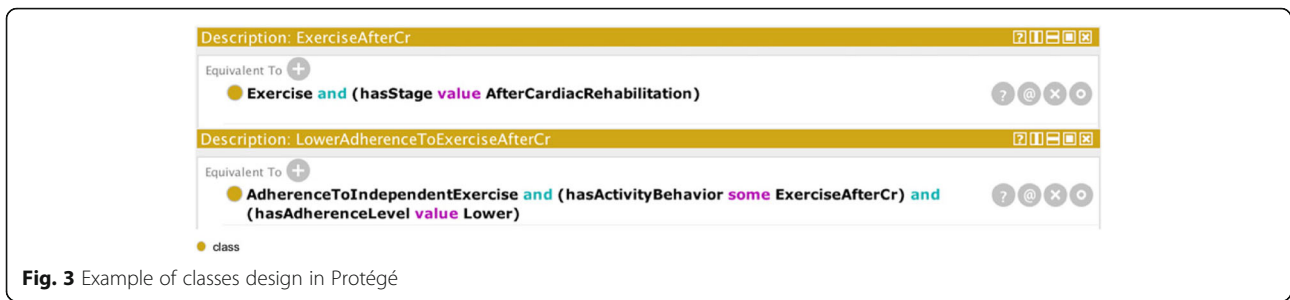 Description: ExerciseAfterCr
Equivalent To
Exercise and (hasStage value AfterCardiacRehabilitation)
Description: LowerAdherenceToExerciseAfterCr
Equivalent To
AdherenceToIndependentExercise and (hasActivityBehavior some ExerciseAfterCr) and
(hasAdherenceLevel value Lower)
class
Fig. 3 Example of classes design in Protégé